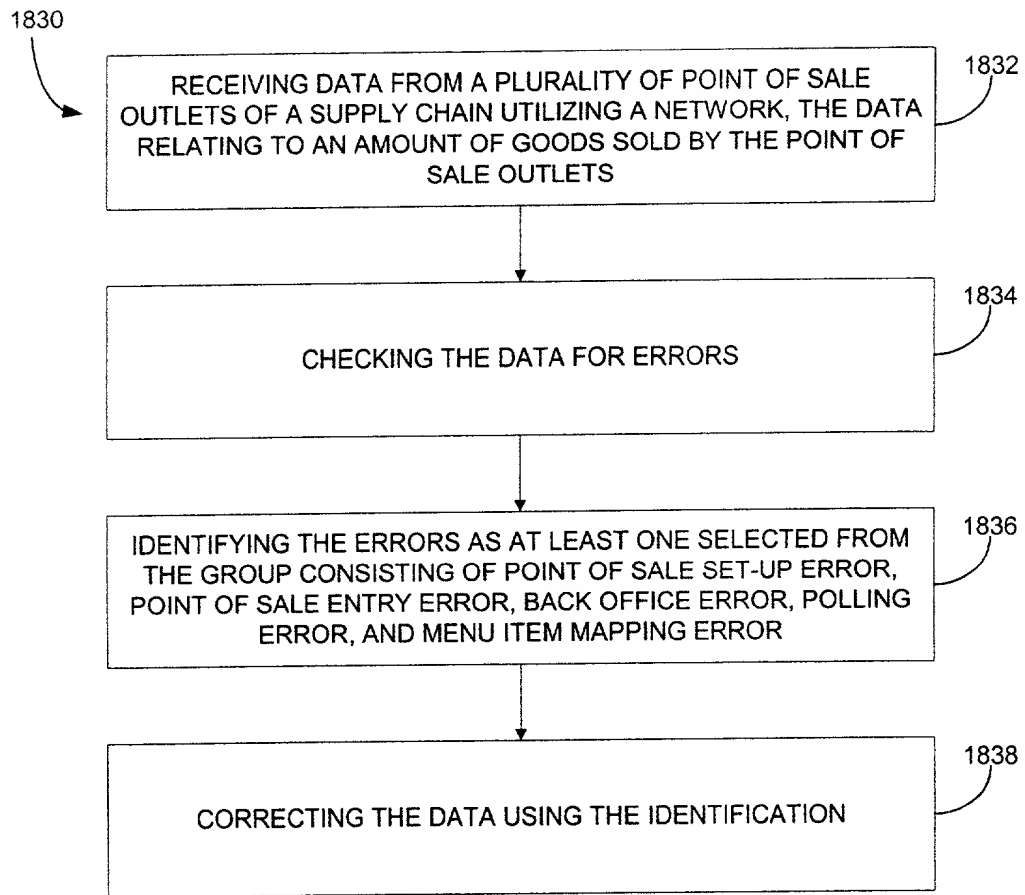 1830
1832
RECEIVING DATA FROM A PLURALITY OF POINT OF SALE
OUTLETS OF A SUPPLY CHAIN UTILIZING A NETWORK, THE DATA
RELATING TO AN AMOUNT OF GOODS SOLD BY THE POINT OF
SALE OUTLETS
1834
CHECKING THE DATA FOR ERRORS
1836
IDENTIFYING THE ERRORS AS AT LEAST ONE SELECTED FROM
THE GROUP CONSISTING OF POINT OF SALE SET-UP ERROR,
POINT OF SALE ENTRY ERROR, BACK OFFICE ERROR, POLLING
ERROR, AND MENU ITEM MAPPING ERROR
1838
CORRECTING THE DATA USING THE IDENTIFICATION